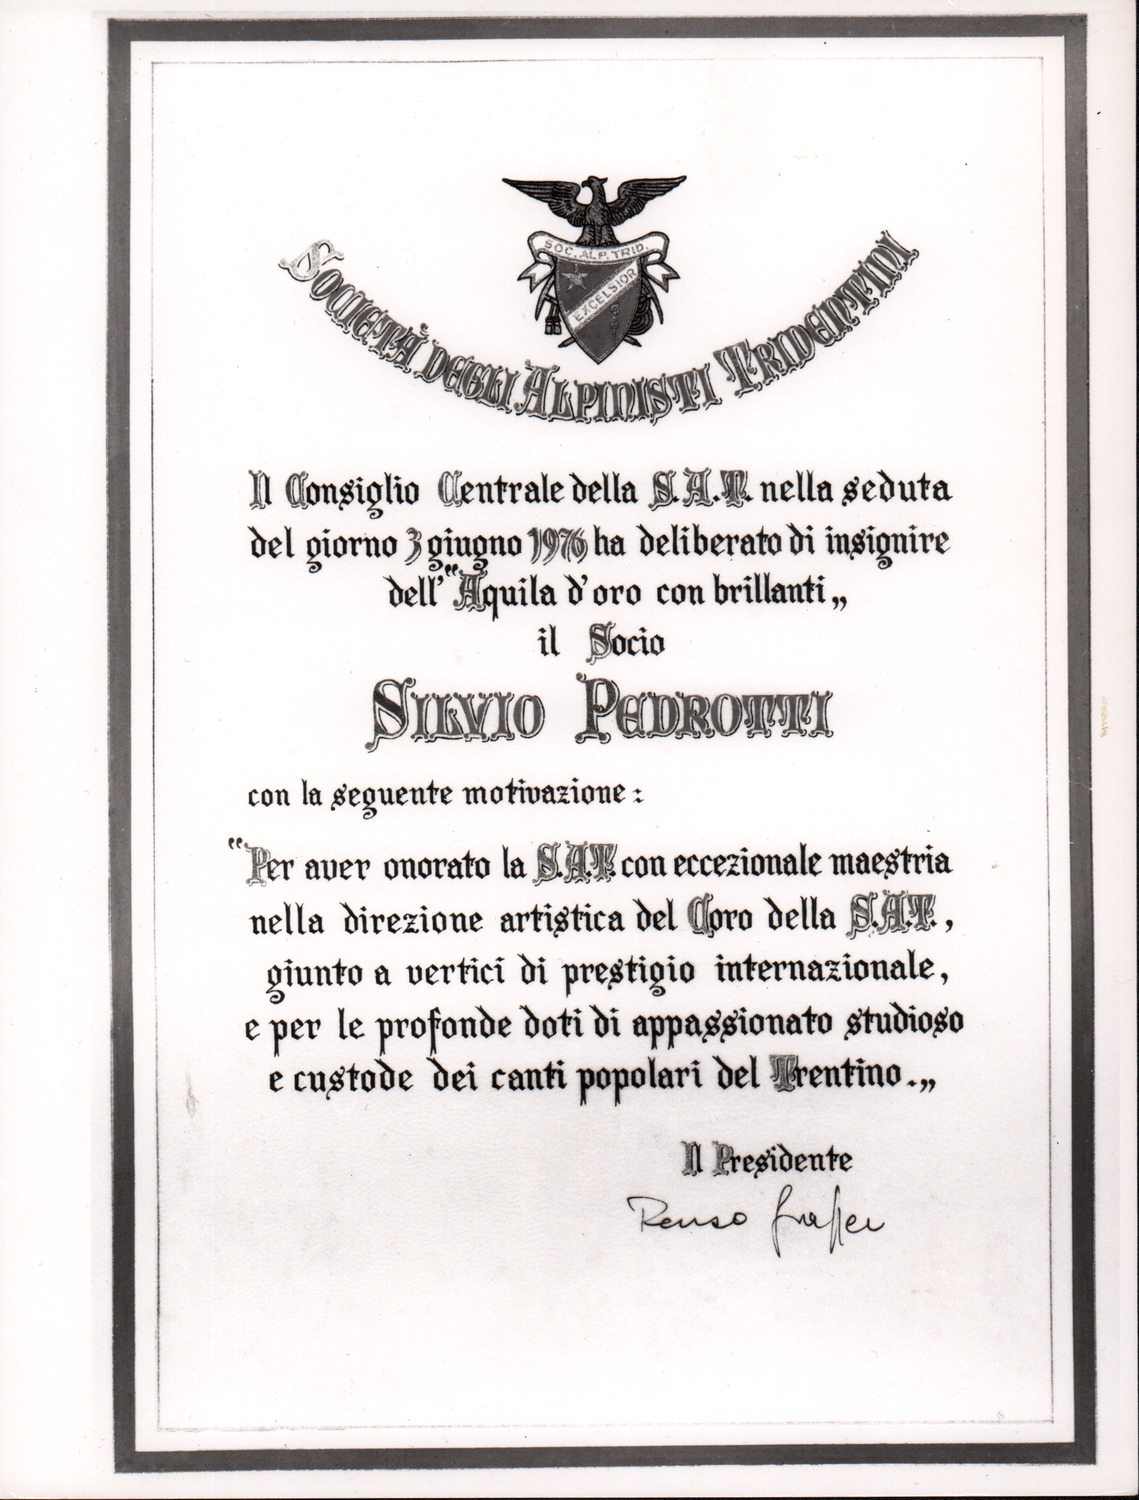 SOC. ALP. TRID.
EXCELSIOR
Società degli Alpinisti Tridentini
Il Consiglio Centrale della S.A.T. nella seduta
del giorno 3 giugno 1976 ha deliberato di insignire
dell'"Aquila d'oro con brillanti„
il Socio
Silvio Pedrotti
con la seguente motivazione:
"Per aver onorato la S.A.T. con eccezionale maestria
nella direzione artistica del Coro della S.A.T.,
giunto a vertici di prestigio internazionale,
e per le profonde doti di appassionato studioso
e custode dei canti popolari del Trentino.„
Il Presidente
Renzo Graffer